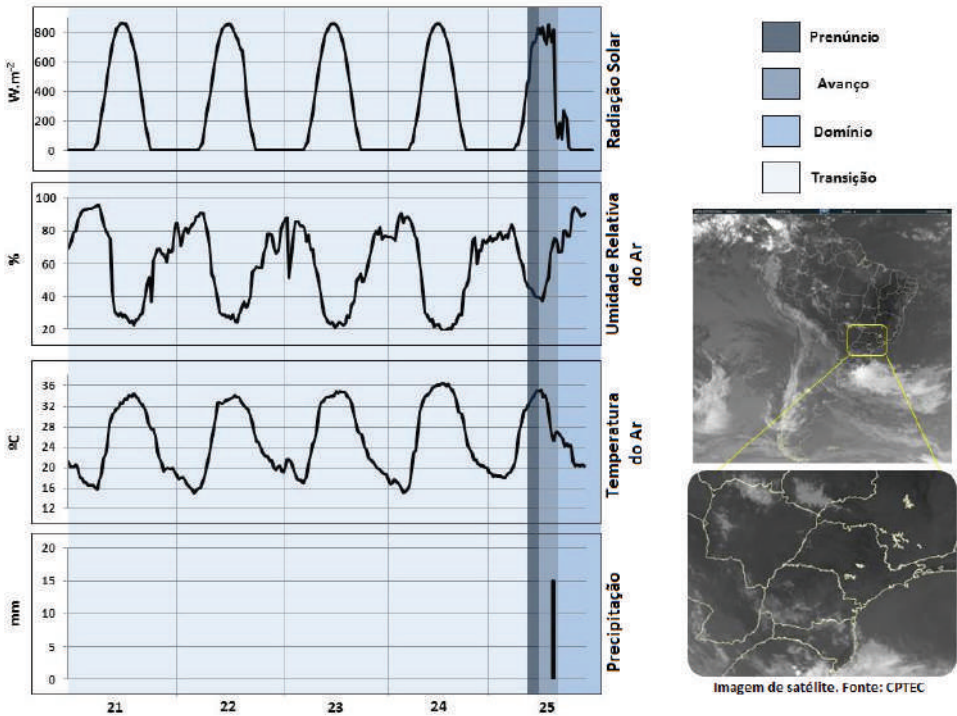 W.m-2
800
600
400
200
0
Radiação Solar
%
100
80
60
40
20
Umidade Relativa
do Ar
ºC
36
32
28
24
20
16
12
Temperatura
do Ar
mm
20
15
10
5
0
Precipitação
21 22 23 24 25
Prenúncio
Avanço
Domínio
Transição
Imagem de satélite. Fonte: CPTEC